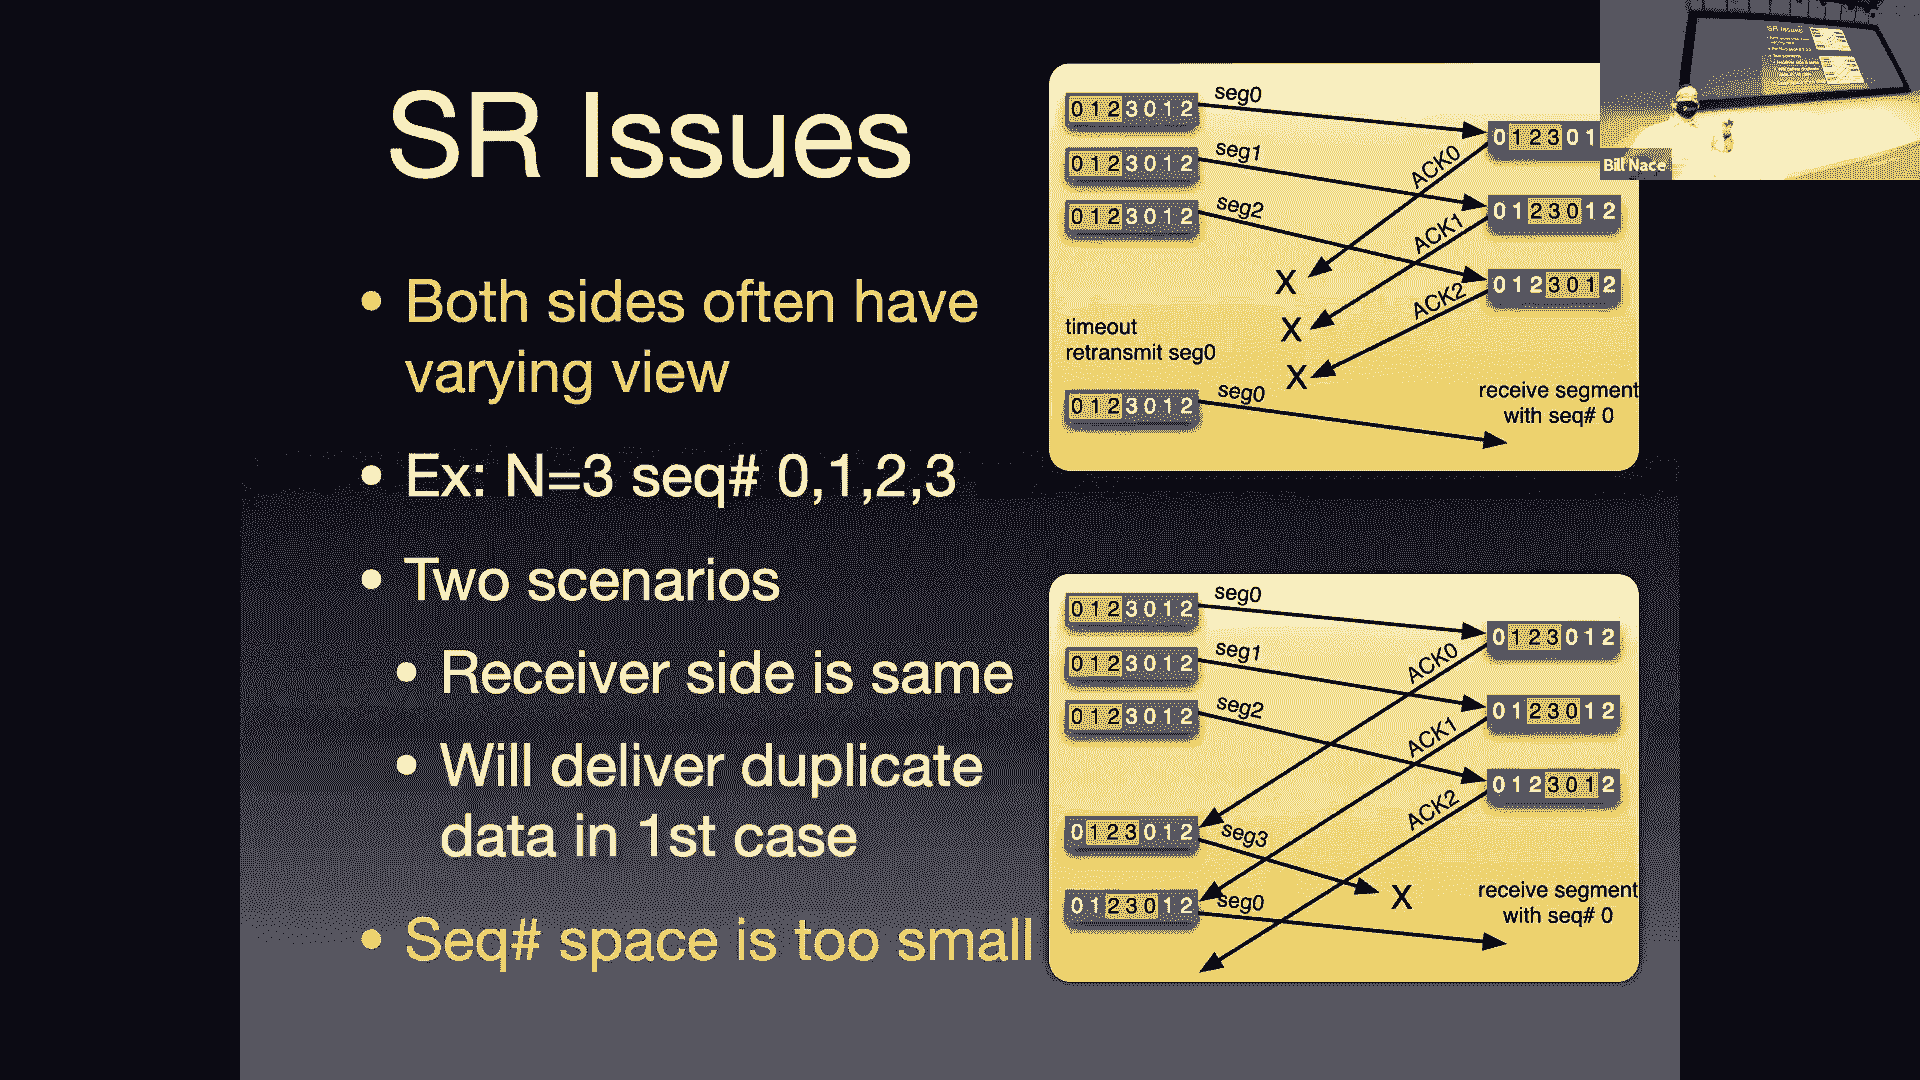 SR Issues
• Both sides often have
varying view
• Ex: N=3 seq# 0,1,2,3
• Two scenarios
• Receiver side is same
• Will deliver duplicate
data in 1st case
• Seq# space is too small
0 1 2 3 0 1 2
seg0
0 1 2 3 0 1
0 1 2 3 0 1 2
seg1
ACK0
0 1 2 3 0 1 2
0 1 2 3 0 1 2
seg2
ACK1
0 1 2 3 0 1 2
ACK2
X
X
X
timeout
retransmit seg0
0 1 2 3 0 1 2
seg0
receive segment
with seq# 0
Bill Nace
SR Issues
0 1 2 3 0 1 2
seg0
0 1 2 3 0 1 2
0 1 2 3 0 1 2
seg1
ACK0
0 1 2 3 0 1 2
0 1 2 3 0 1 2
seg2
ACK1
0 1 2 3 0 1 2
ACK2
0 1 2 3 0 1 2
seg3
X
0 1 2 3 0 1 2
seg0
receive segment
with seq# 0